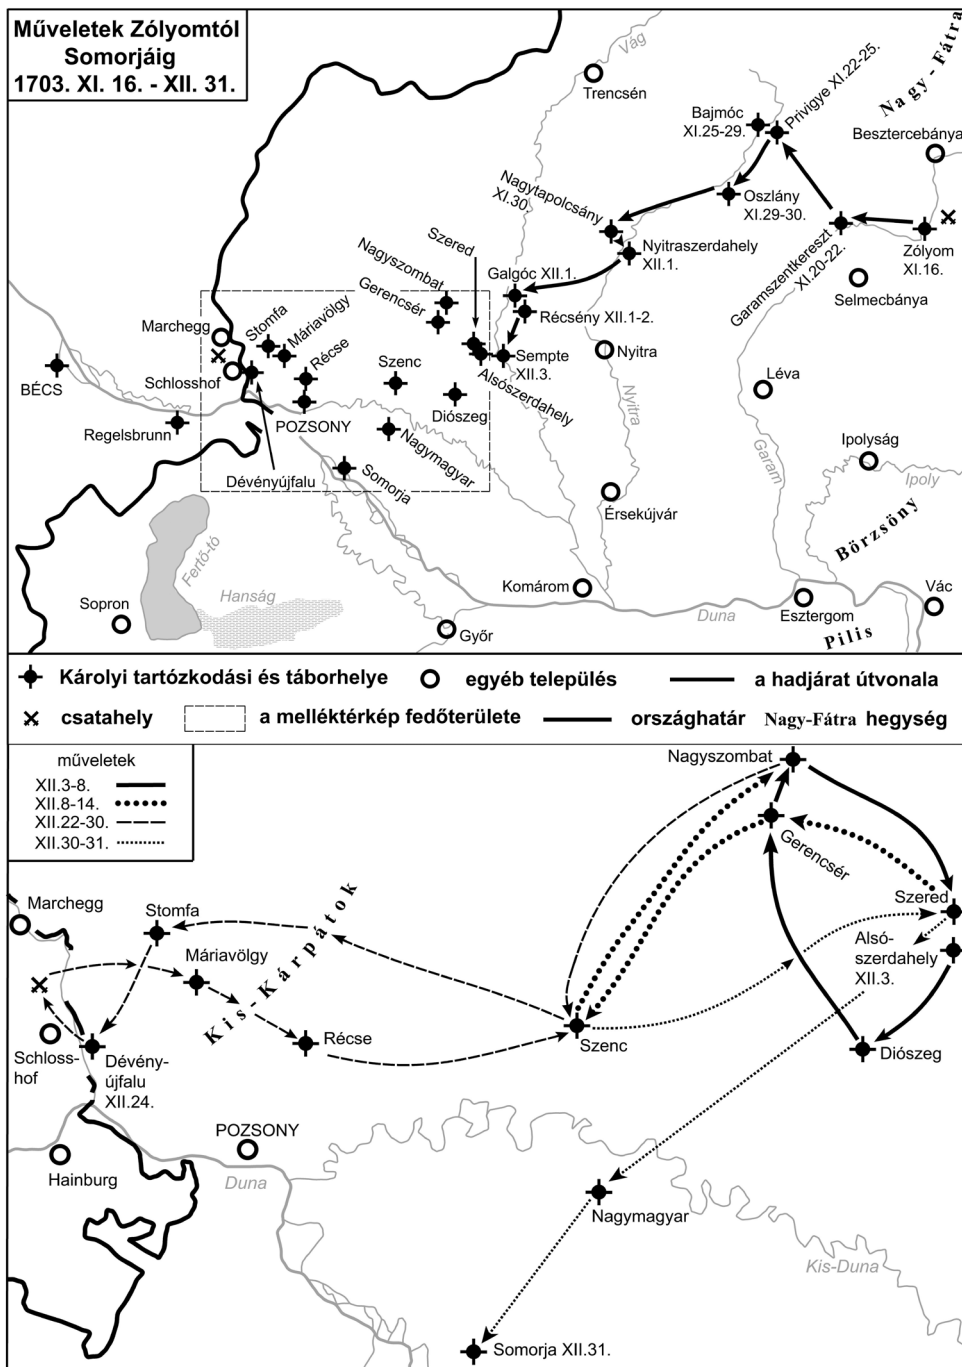 Műveletek Zólyomtól
Somorjáig
1703. XI. 16. - XII. 31.
Vág
Trencsén
Nagy-Fátra
Bajmóc
XI.25-29.
Privigye XI.22-25.
Besztercebánya
Nagytapolcsány
XI.30.
Oszlány
XI.29-30.
Garamszentkereszt
XI.20-22.
Zólyom
XI.16.
Szered
Nyitraszerdahely
XII.1.
Nagyszombat
Galgóc XII.1.
Gerencsér
Récsény XII.1-2.
Selmecbánya
Marchegg
Stomfa
Máriavölgy
Récse
Szenc
Sempte
XII.3.
Nyitra
BÉCS
Schlosshof
Alsószerdahely
Léva
Diószeg
Regelsbrunn
POZSONY
Nagymagyar
Nyitra
Garam
Ipolyság
Ipoly
Dévényújfalu
Somorja
Érsekújvár
Börzsöny
Fertő-tó
Hanság
Komárom
Sopron
Győr
Duna
Esztergom
Vác
Pilis
Károlyi tartózkodási és táborhelye
egyéb település
a hadjárat útvonala
csatahely
a melléktérkép fedőterülete
országhatár
Nagy-Fátra hegység
műveletek
XII.3-8.
XII.8-14.
XII.22-30.
XII.30-31.
Nagyszombat
Gerencsér
Szered
Marchegg
Stomfa
Kis-Kárpátok
Máriavölgy
Alsó-
szerdahely
XII.3.
Schloss-
hof
Récse
Szenc
Diószeg
Dévény-
újfalu
XII.24.
POZSONY
Hainburg
Duna
Nagymagyar
Kis-Duna
Somorja XII.31.